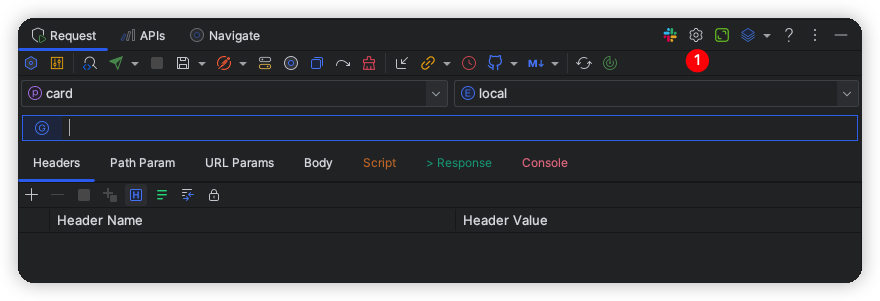 Request APIs Navigate ?
1
M↓
P card E local
G
Headers Path Param URL Params Body Script > Response Console
H
Header Name Header Value